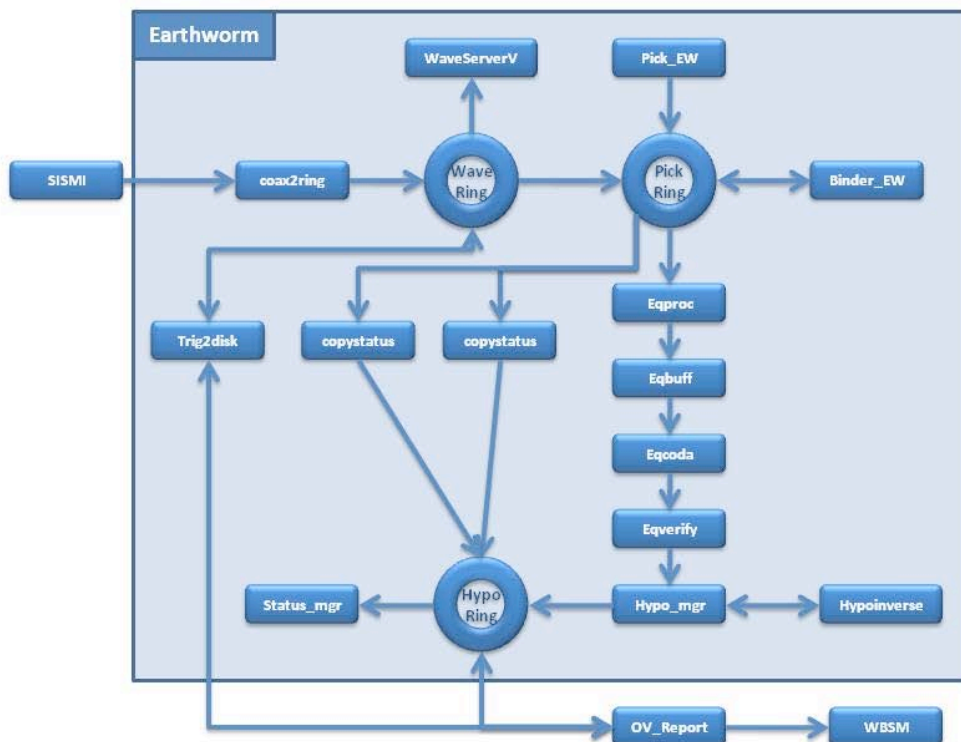 Earthworm
WaveServerV
Pick_EW
SISMI
coax2ring
Wave
Ring
Pick
Ring
Binder_EW
Eqproc
Trig2disk
copystatus
copystatus
Eqbuff
Eqcoda
Eqverify
Status_mgr
Hypo
Ring
Hypo_mgr
Hypoinverse
OV_Report
WBSM